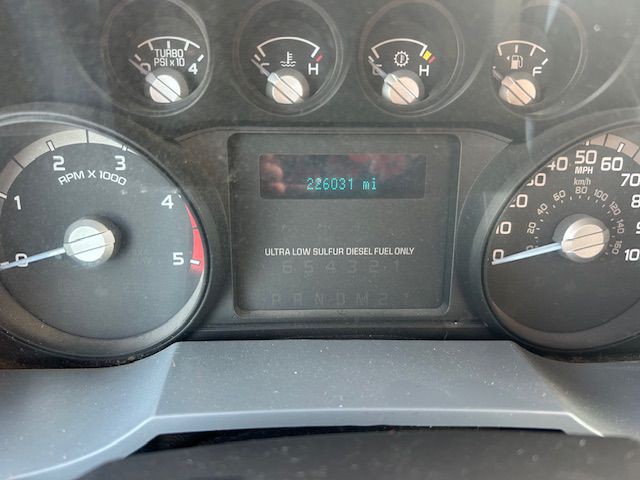 TURBO
PSI x 10
0 4
H
H
F
1 2 3 4 5
RPM X 1000
0
226031 mi
ULTRA LOW SULFUR DIESEL FUEL ONLY
6 5 4 3 2 1
P R N D M 2 1
0 20 30 40 50 60 70
MPH
km/h
20 40 60 80 100 120 140 160